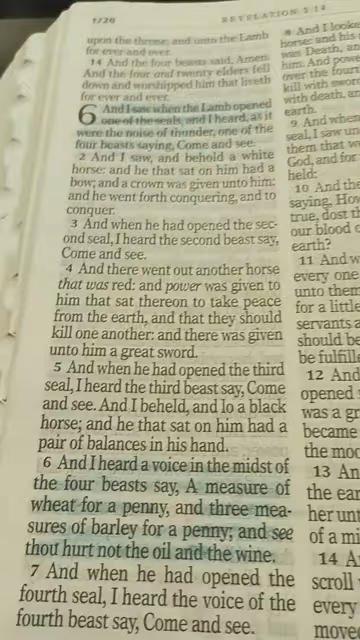 1720
REVELATION 5:14
upon the throne, and unto the Lamb
for ever and ever.
14 And the four beasts said, Amen.
And the four and twenty elders fell
down and worshipped him that liveth
for ever and ever.
6 And I saw when the Lamb opened
one of the seals, and I heard, as it
were the noise of thunder, one of the
four beasts saying, Come and see.
2 And I saw, and behold a white
horse: and he that sat on him had a
bow; and a crown was given unto him:
and he went forth conquering, and to
conquer.
3 And when he had opened the sec-
ond seal, I heard the second beast say,
Come and see.
4 And there went out another horse
that was red: and power was given to
him that sat thereon to take peace
from the earth, and that they should
kill one another: and there was given
unto him a great sword.
5 And when he had opened the third
seal, I heard the third beast say, Come
and see. And I beheld, and lo a black
horse; and he that sat on him had a
pair of balances in his hand.
6 And I heard a voice in the midst of
the four beasts say, A measure of
wheat for a penny, and three mea-
sures of barley for a penny; and see
thou hurt not the oil and the wine.
7 And when he had opened the
fourth seal, I heard the voice of the
fourth beast say, Come and see.
8 And I look
horse: and his
was Death, an
him. And powe
over the four
kill with swor
with death, an
earth.
9 And when
seal, I saw un
them that w
God, and for
held:
10 And the
saying, How
true, dost th
our blood o
earth?
11 And w
every one
unto them
for a little
servants
should be
be fulfille
12 And
opened
was a gr
became
the moo
13 An
the ear
her unt
of a mi
14 A
scroll
every
move